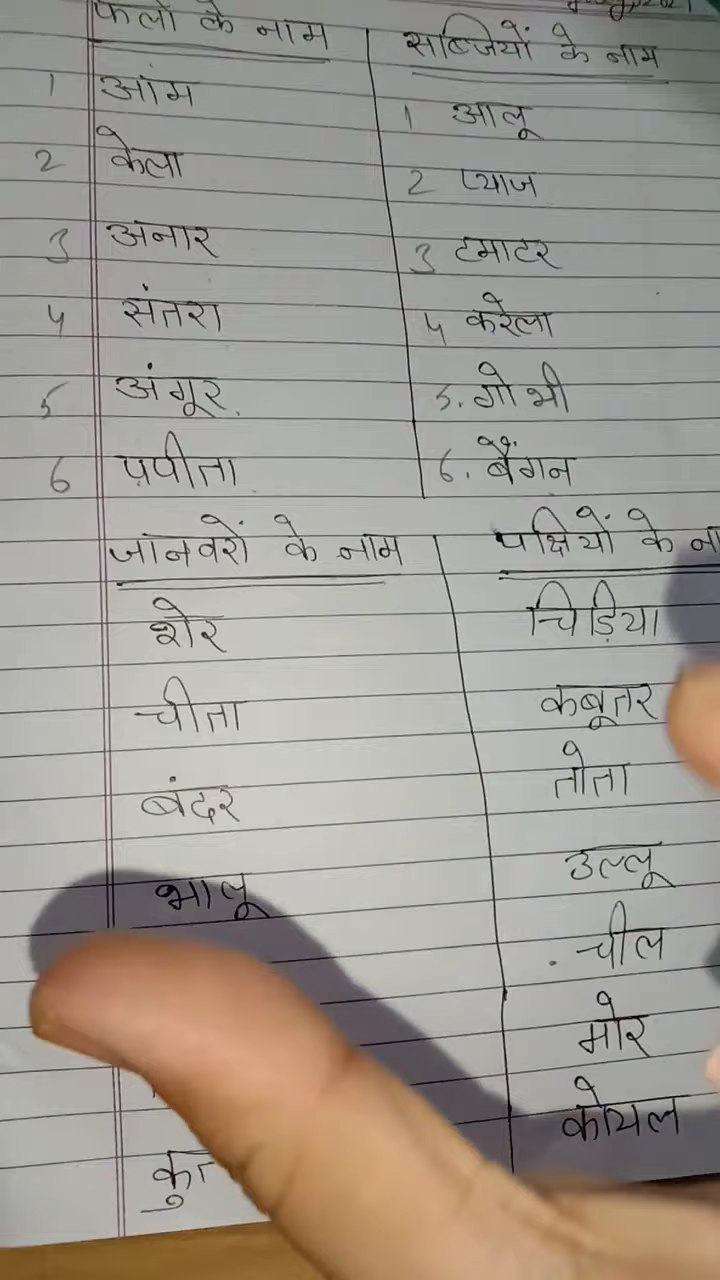 फलों के नाम
1 आंम
2 केला
3 अनार
4 संतरा
5 अंगूर
6 पपीता
सब्जियों के नाम
1 आलू
2 प्याज
3 टमाटर
4 करेला
5. गोभी
6. बैंगन
जानवरों के नाम
शेर
चीता
बंदर
भालू
पक्षियों के
चिड़िया
कबूतर
तोता
उल्लू
चील
मोर
कोयल